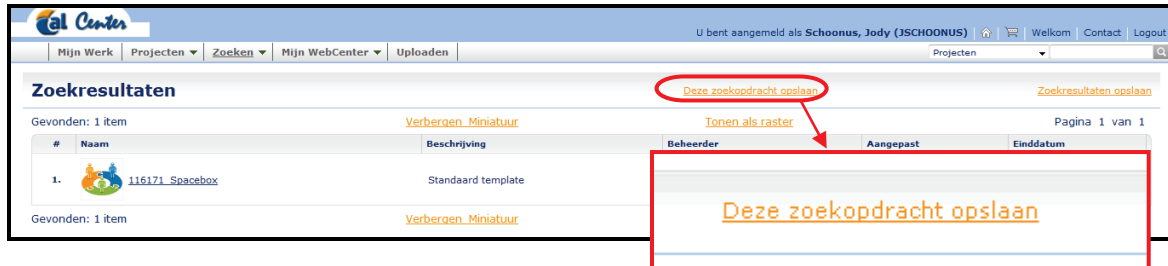 al Center
U bent aangemeld als Schoonus, Jody (JSCHOONUS) | Welkom | Contact | Logout
Mijn Werk | Projecten ▼ | Zoeken ▼ | Mijn WebCenter ▼ | Uploaden | Projecten
Zoekresultaten Deze zoekopdracht opslaan Zoekresultaten opslaan
Gevonden: 1 item Verbergen Miniatuur Tonen als raster Pagina 1 van 1
# Naam Beschrijving Beheerder Aangepast Einddatum
1. 116171_Spacebox Standaard template
Deze zoekopdracht opslaan
Gevonden: 1 item Verbergen Miniatuur